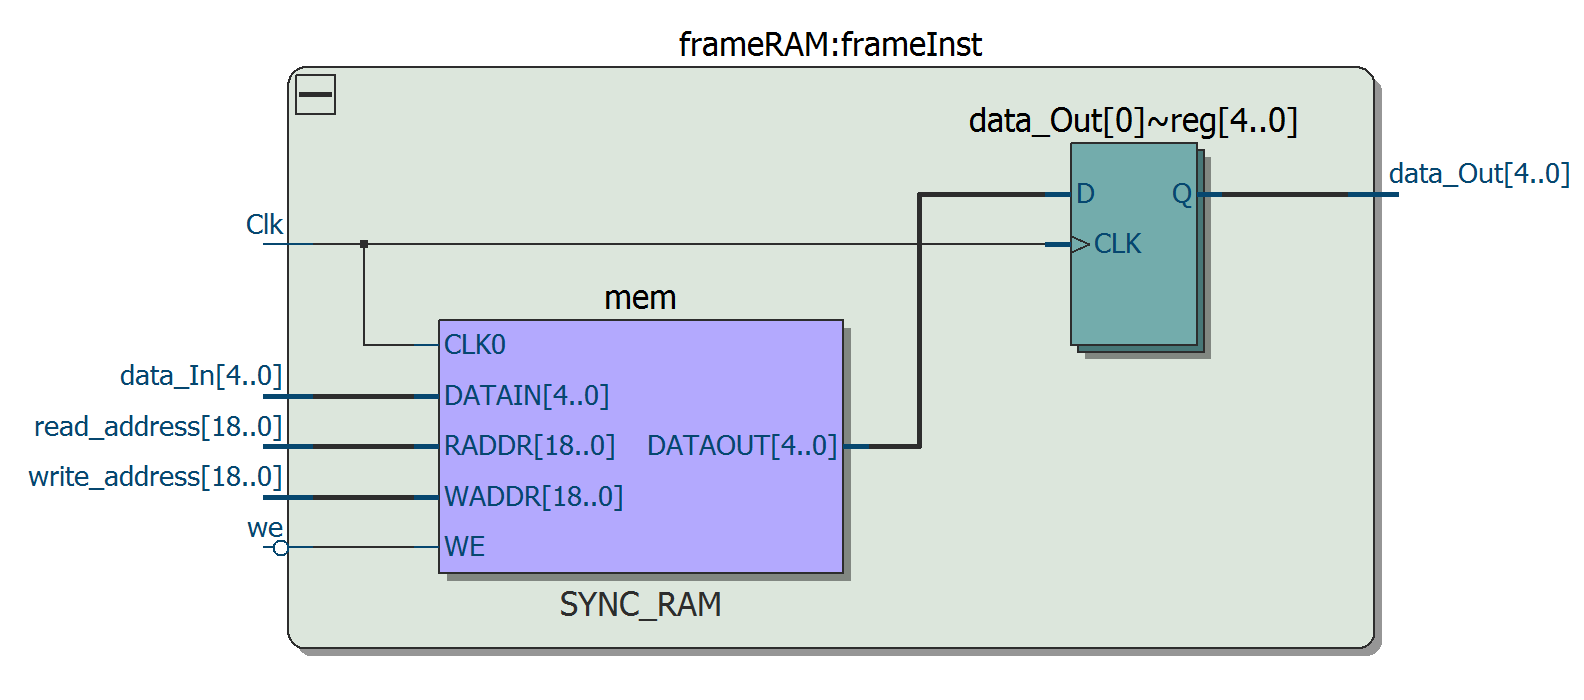 frameRAM:frameInst
data_Out[0]~reg[4..0]
D
Q
data_Out[4..0]
Clk
CLK
mem
CLK0
data_In[4..0]
DATAIN[4..0]
read_address[18..0]
RADDR[18..0]
DATAOUT[4..0]
write_address[18..0]
WADDR[18..0]
we
WE
SYNC_RAM